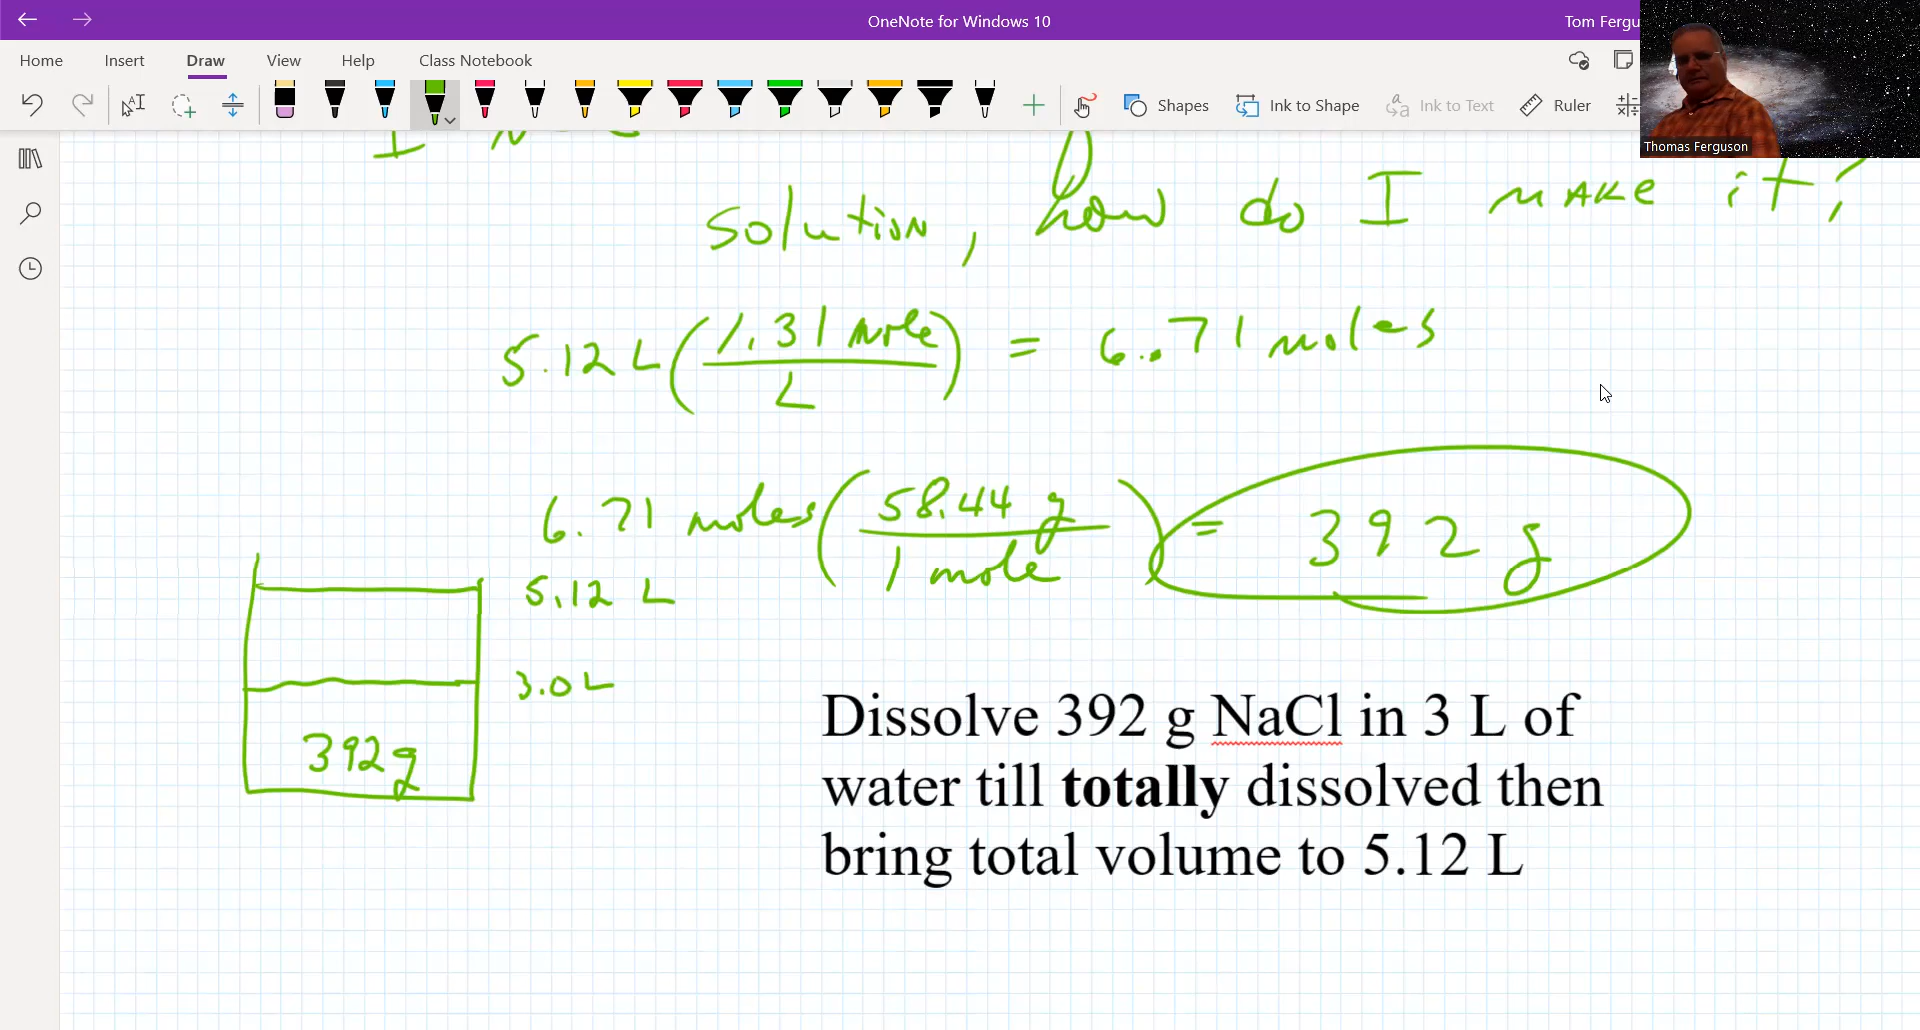 OneNote for Windows 10
Tom Fergu
Home Insert Draw View Help Class Notebook
Shapes Ink to Shape Ink to Text Ruler
Thomas Ferguson
solution, how do I make it?
5.12 L (1.31 mole / L) = 6.71 moles
6.71 moles (58.44 g / 1 mole) = 392 g
5.12 L
3.0 L
392 g
Dissolve 392 g NaCl in 3 L of
water till totally dissolved then
bring total volume to 5.12 L